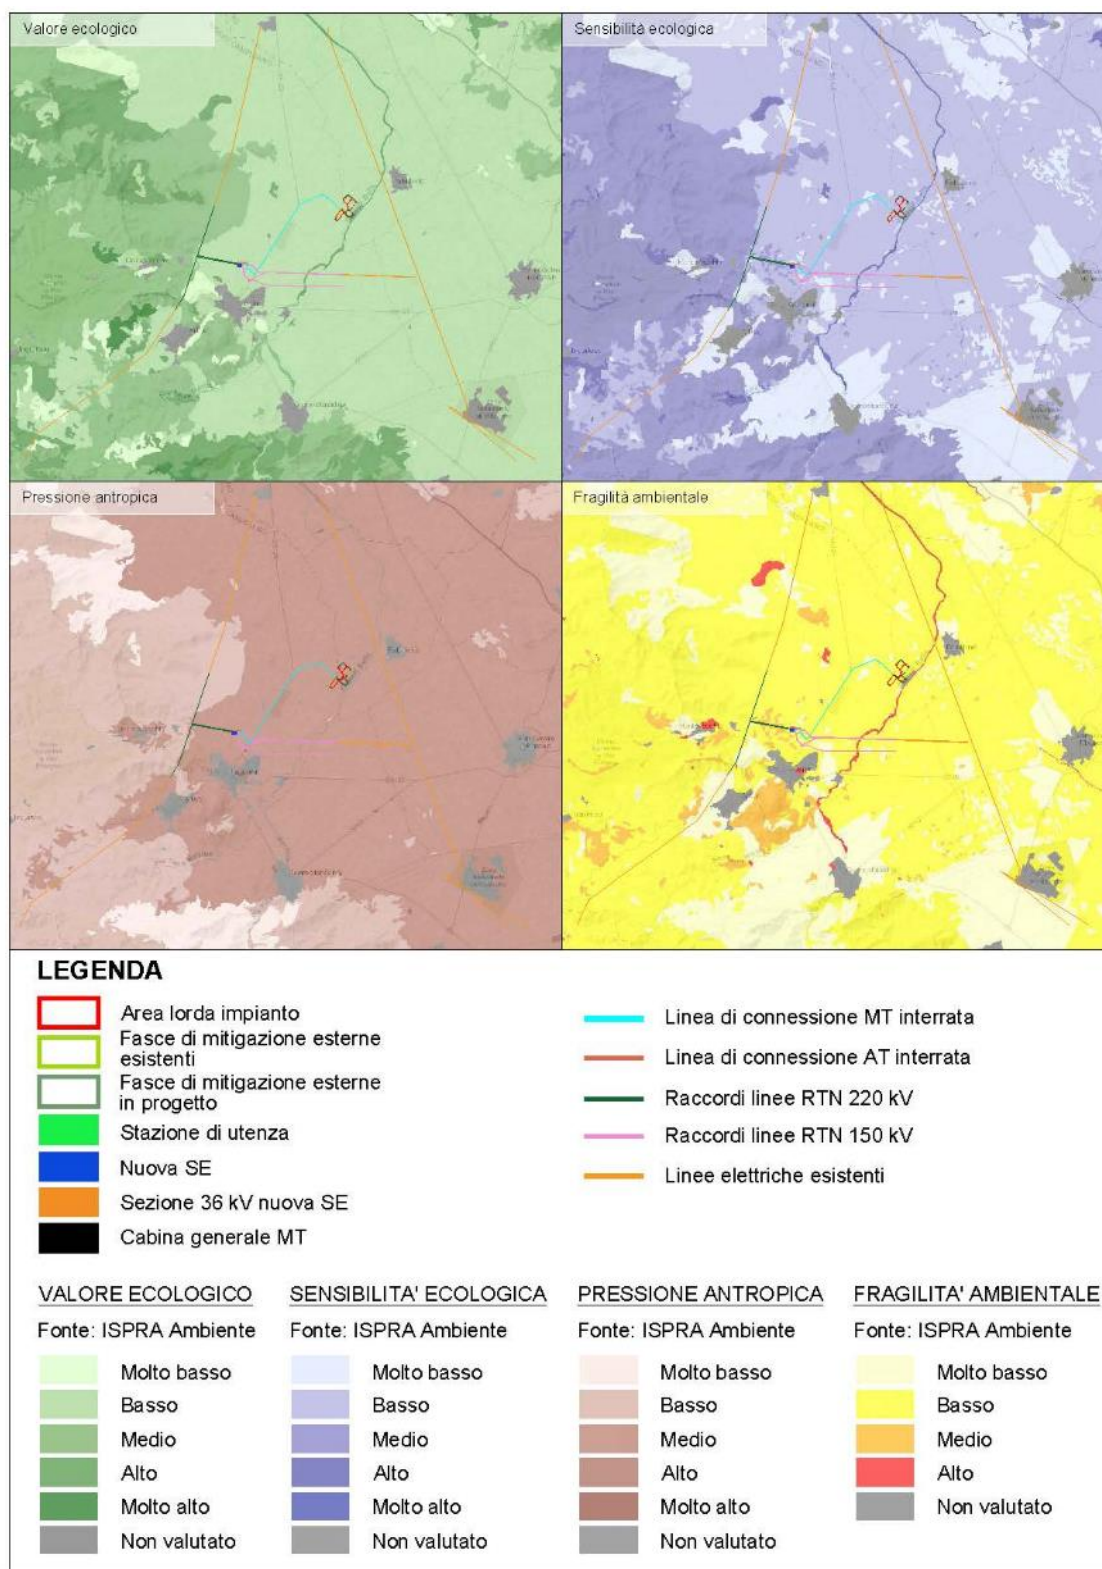 Valore ecologico
Sensibilità ecologica
Pressione antropica
Fragilità ambientale
LEGENDA
Area lorda impianto
Fasce di mitigazione esterne
esistenti
Fasce di mitigazione esterne
in progetto
Stazione di utenza
Nuova SE
Sezione 36 kV nuova SE
Cabina generale MT
Linea di connessione MT interrata
Linea di connessione AT interrata
Raccordi linee RTN 220 kV
Raccordi linee RTN 150 kV
Linee elettriche esistenti
VALORE ECOLOGICO
Fonte: ISPRA Ambiente
Molto basso
Basso
Medio
Alto
Molto alto
Non valutato
SENSIBILITA' ECOLOGICA
Fonte: ISPRA Ambiente
Molto basso
Basso
Medio
Alto
Molto alto
Non valutato
PRESSIONE ANTROPICA
Fonte: ISPRA Ambiente
Molto basso
Basso
Medio
Alto
Molto alto
Non valutato
FRAGILITA' AMBIENTALE
Fonte: ISPRA Ambiente
Molto basso
Basso
Medio
Alto
Non valutato